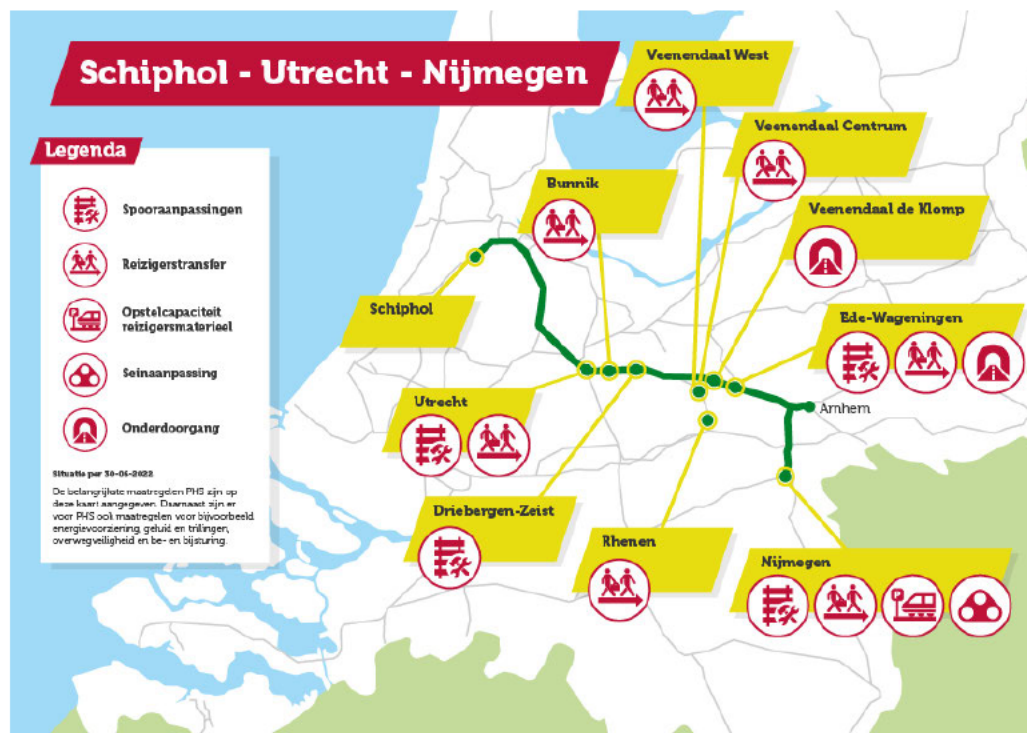 Schiphol - Utrecht - Nijmegen
Legenda
Spooraanpassingen
Reizigerstransfer
Opstelcapaciteit
reizigersmaterieel
Seinaanpassing
Onderdoorgang
Situatie per 30-06-2022
De belangrijkste maatregelen PHS zijn op
deze kaart aangegeven. Daarnaast zijn er
voor PHS ook maatregelen voor bijvoorbeeld
energievoorziening, geluid en trillingen,
overwegveiligheid en be- en bijsturing.
Veenendaal West
Veenendaal Centrum
Bunnik
Veenendaal de Klomp
Schiphol
Ede-Wageningen
Arnhem
Utrecht
Driebergen-Zeist
Rhenen
Nijmegen